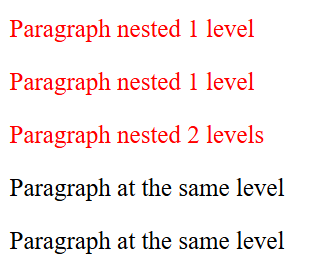 Paragraph nested 1 level
Paragraph nested 1 level
Paragraph nested 2 levels
Paragraph at the same level
Paragraph at the same level